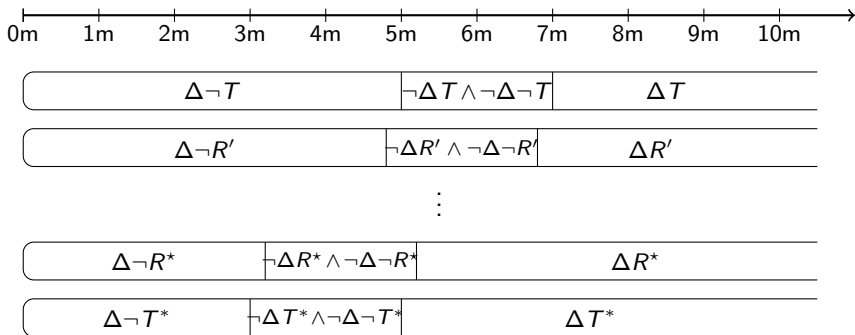 0m 1m 2m 3m 4m 5m 6m 7m 8m 9m 10m
Δ¬T ¬ΔT ∧ ¬Δ¬T ΔT
Δ¬R′ ¬ΔR′ ∧ ¬Δ¬R′ ΔR′
⋮
Δ¬R⋆ ¬ΔR⋆ ∧ ¬Δ¬R⋆ ΔR⋆
Δ¬T* ¬ΔT* ∧ ¬Δ¬T* ΔT*